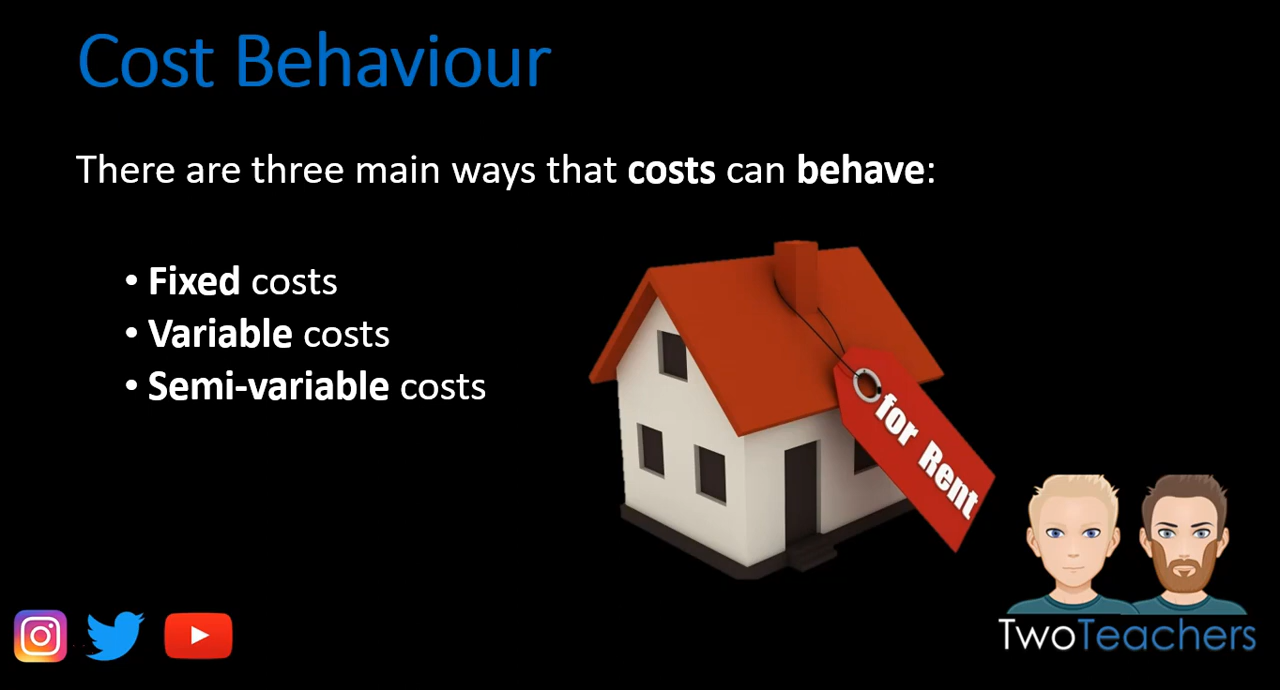 Cost Behaviour
There are three main ways that costs can behave:
• Fixed costs
• Variable costs
• Semi-variable costs
for Rent
TwoTeachers